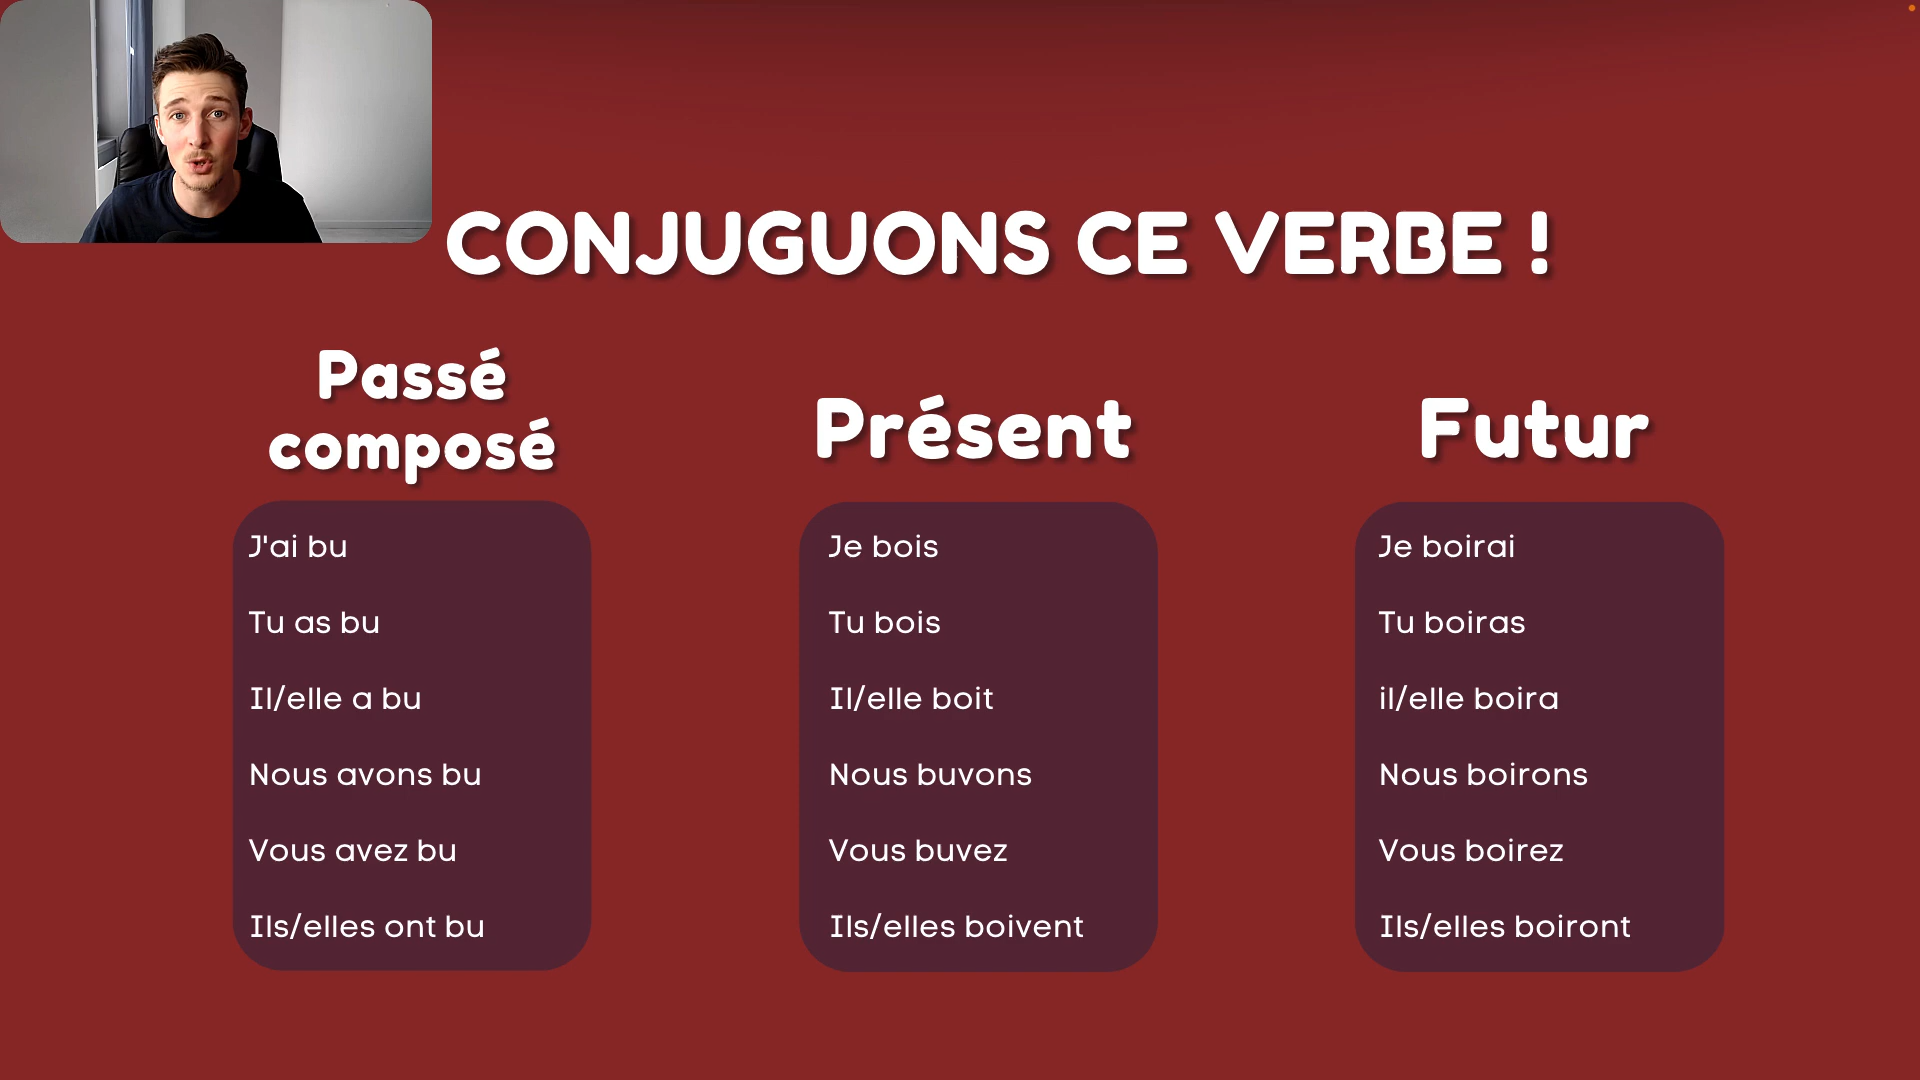 CONJUGUONS CE VERBE !
Passé
composé
J'ai bu
Tu as bu
Il/elle a bu
Nous avons bu
Vous avez bu
Ils/elles ont bu
Présent
Je bois
Tu bois
Il/elle boit
Nous buvons
Vous buvez
Ils/elles boivent
Futur
Je boirai
Tu boiras
il/elle boira
Nous boirons
Vous boirez
Ils/elles boiront